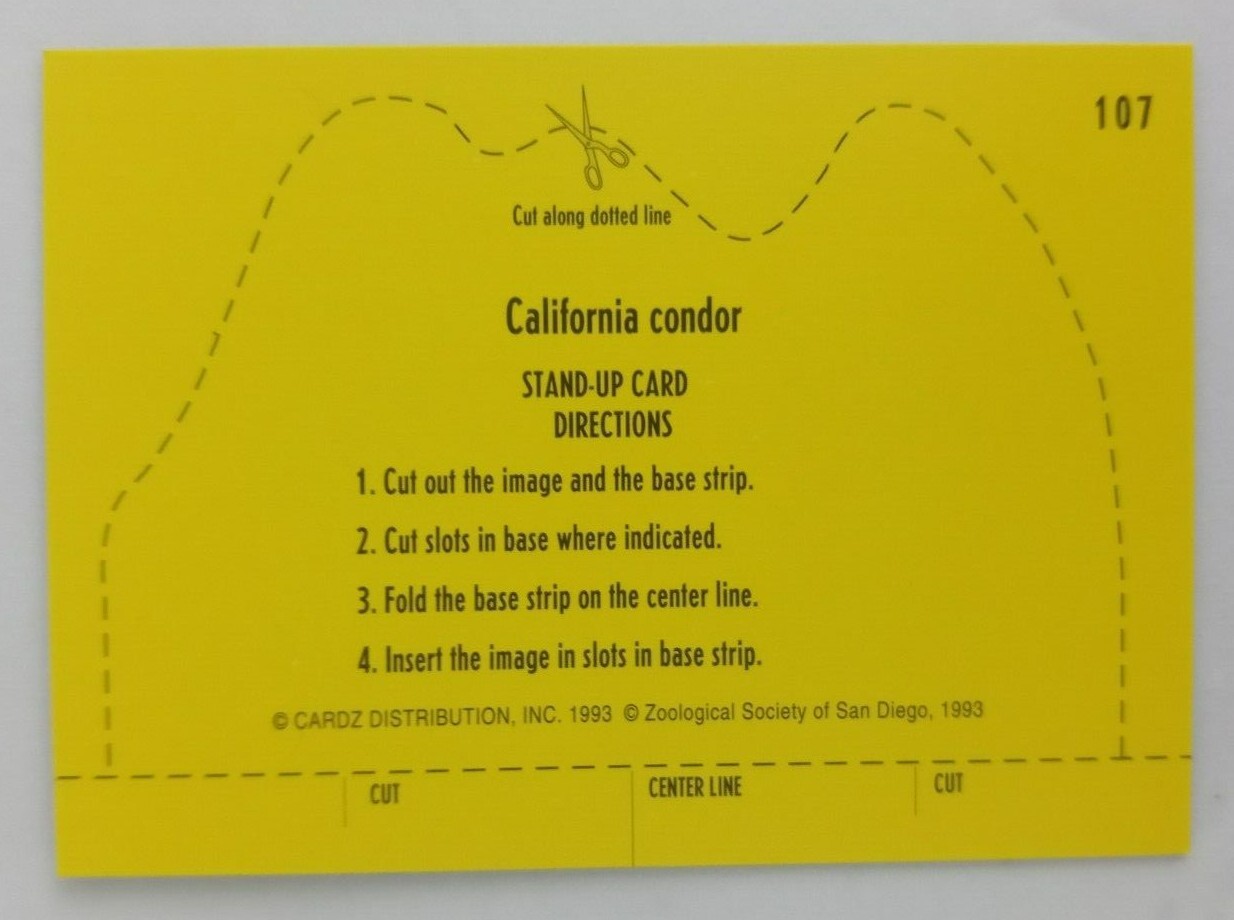 107
Cut along dotted line
California condor
STAND-UP CARD
DIRECTIONS
1. Cut out the image and the base strip.
2. Cut slots in base where indicated.
3. Fold the base strip on the center line.
4. Insert the image in slots in base strip.
© CARDZ DISTRIBUTION, INC. 1993 © Zoological Society of San Diego, 1993
CUT CENTER LINE CUT